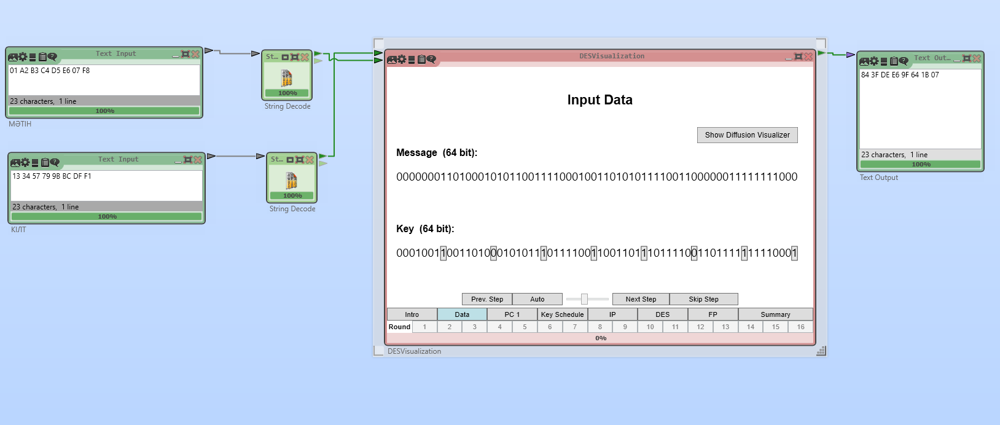 Text Input
01 A2 B3 C4 D5 E6 07 F8
23 characters, 1 line
100%
МӘТІН
St...
100%
String Decode
Text Input
13 34 57 79 9B BC DF F1
23 characters, 1 line
100%
КІЛТ
St...
100%
String Decode
DESVisualization
Input Data
Show Diffusion Visualizer
Message (64 bit):
0000000110100010101100111100010011010101111001100000011111111000
Key (64 bit):
0001001100110100010101110111100110011011101111001101111111110001
Prev. Step Auto Next Step Skip Step
Intro Data PC 1 Key Schedule IP DES FP Summary
Round 1 2 3 4 5 6 7 8 9 10 11 12 13 14 15 16
0%
DESVisualization
Text Out...
84 3F DE E6 9F 64 1B 07
23 characters, 1 line
100%
Text Output